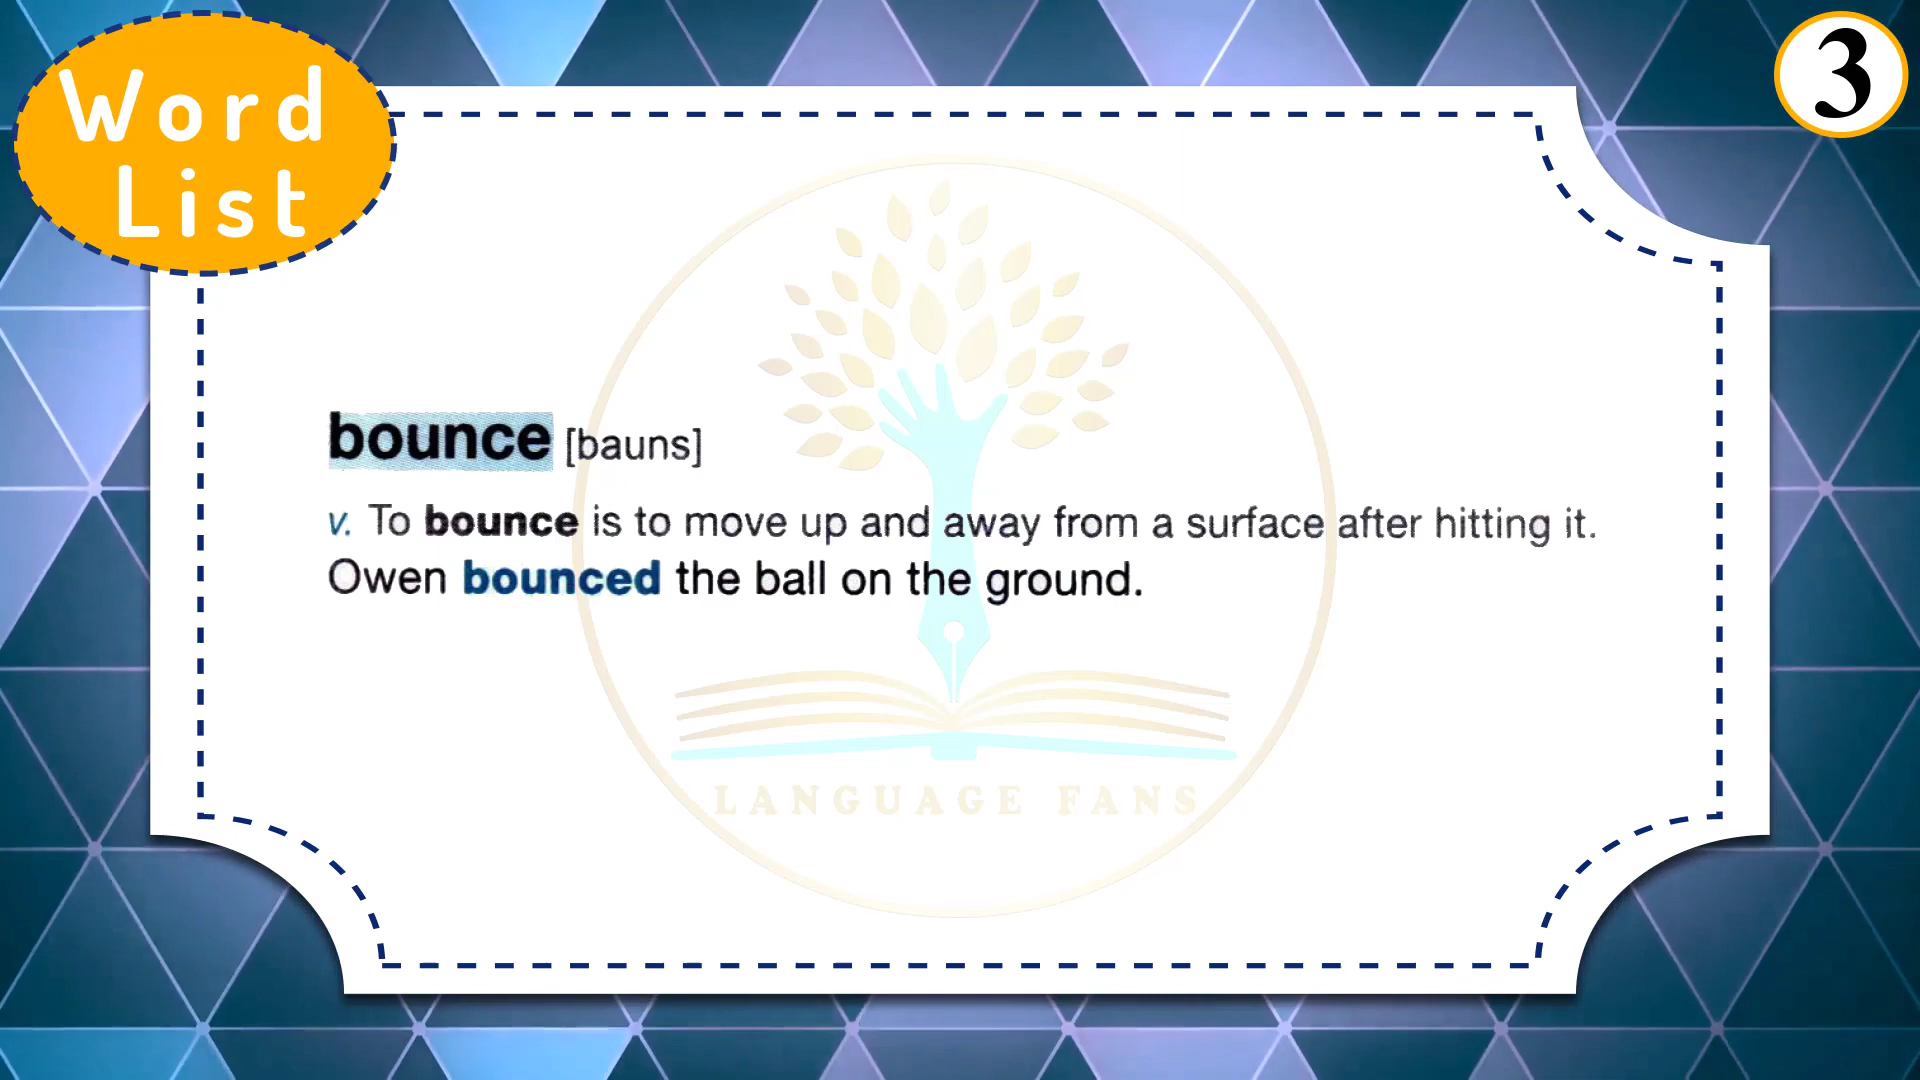 Word
List
3
bounce [bauns]
v. To bounce is to move up and away from a surface after hitting it.
Owen bounced the ball on the ground.
LANGUAGE FANS